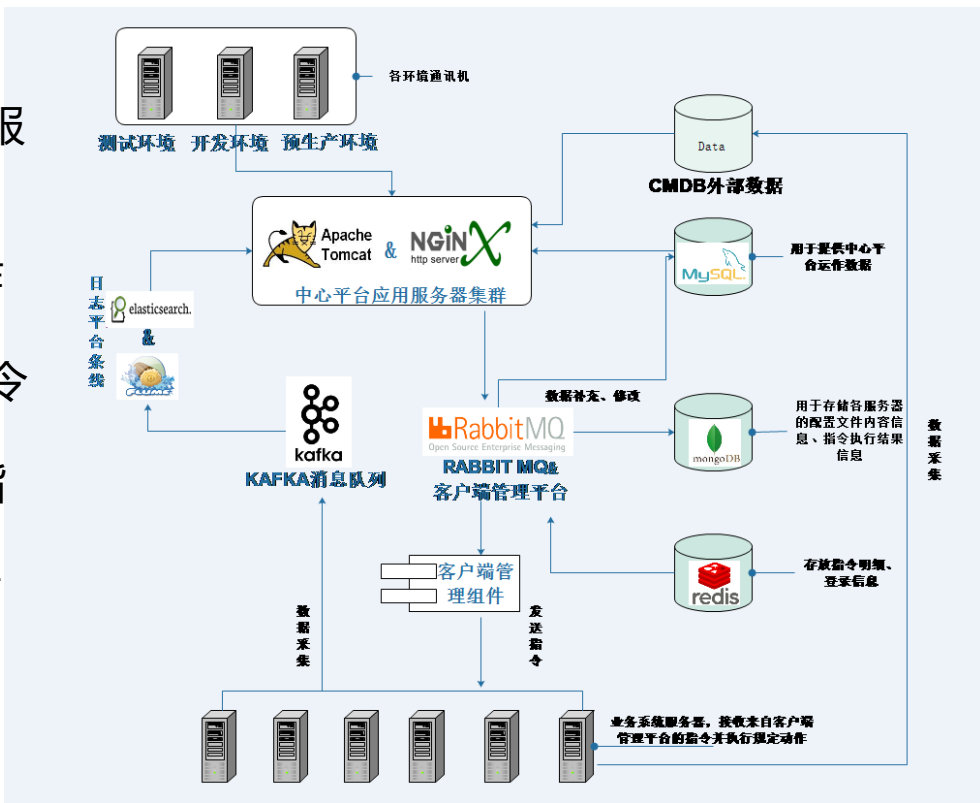 各环境通讯机
报
测试环境 开发环境 预生产环境
Data
CMDB外部数据
Apache
Tomcat
&
NGiNX
http server
中心平台应用服务器集群
MySQL
用于提供中心平
台运作数据
日志平台条线
elasticsearch.
&
FLUME
令
kafka
KAFKA消息队列
数据补充、修改
RabbitMQ
Open Source Enterprise Messaging
RABBIT MQ&
客户端管理平台
mongoDB
用于存储各服务器
的配置文件内容信
息、指令执行结果
信息
数据采集
redis
存放指令明细、
登录信息
客户端管
理组件
数据采集
发送指令
业务系统服务器，接收来自客户端
管理平台的指令并执行规定动作